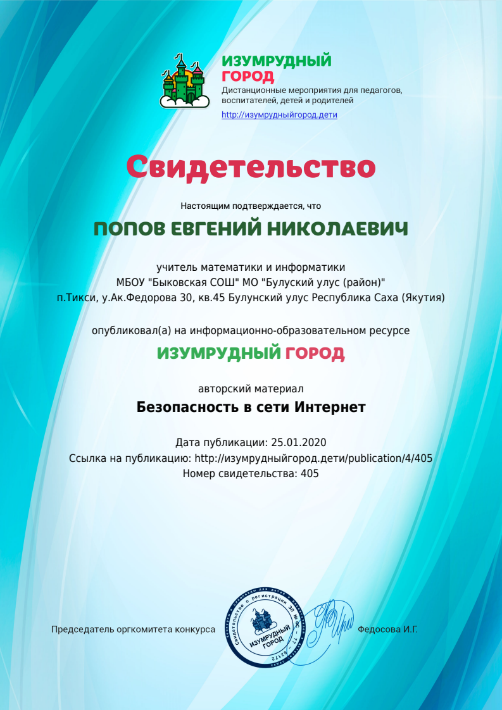 ИЗУМРУДНЫЙ
ГОРОД
Дистанционные мероприятия для педагогов,
воспитателей, детей и родителей
http://изумрудныйгород.дети
Свидетельство
Настоящим подтверждается, что
ПОПОВ ЕВГЕНИЙ НИКОЛАЕВИЧ
учитель математики и информатики
МБОУ "Быковская СОШ" МО "Булуский улус (район)"
п.Тикси, у.Ак.Федорова 30, кв.45 Булунский улус Республика Саха (Якутия)
опубликовал(а) на информационно-образовательном ресурсе
ИЗУМРУДНЫЙ ГОРОД
авторский материал
Безопасность в сети Интернет
Дата публикации: 25.01.2020
Ссылка на публикацию: http://изумрудныйгород.дети/publication/4/405
Номер свидетельства: 405
Председатель оргкомитета конкурса
ИЗУМРУДНЫЙ
ГОРОД
Федосова И.Г.